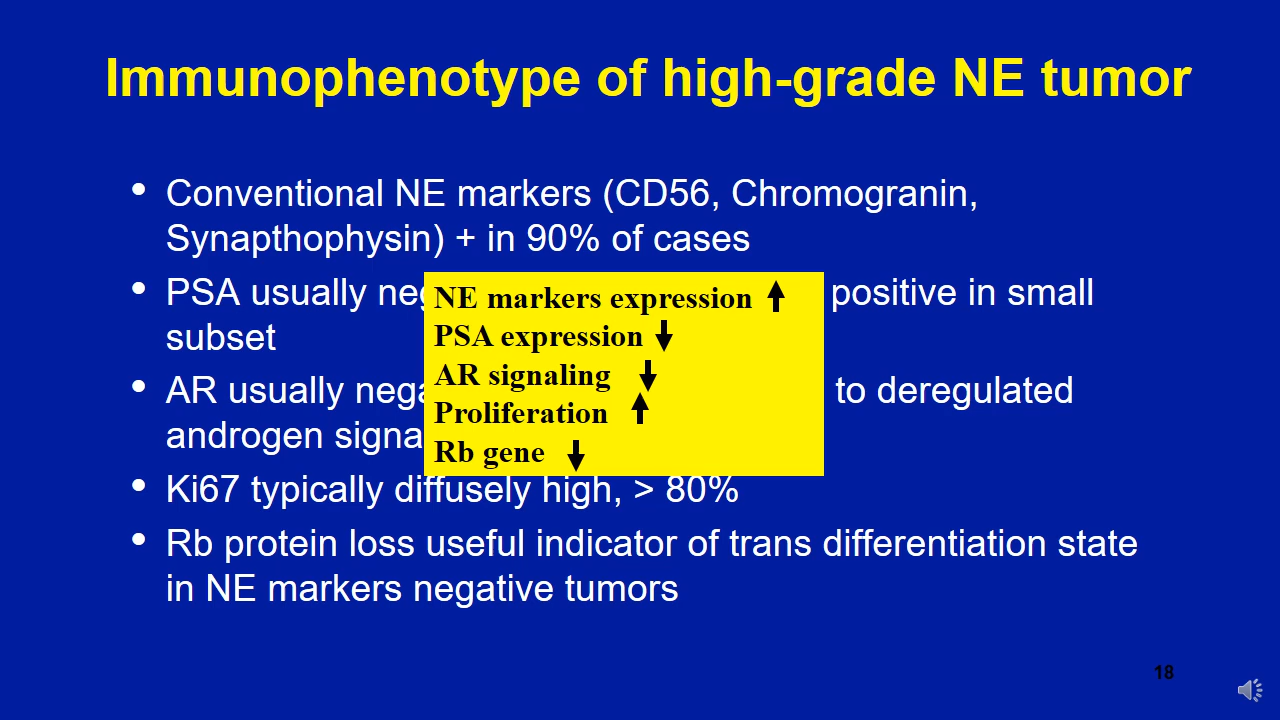 Immunophenotype of high-grade NE tumor
• Conventional NE markers (CD56, Chromogranin,
Synapthophysin) + in 90% of cases
• PSA usually positive in small
subset
• AR usually to deregulated
androgen
• Ki67 typically diffusely high, > 80%
• Rb protein loss useful indicator of trans differentiation state
in NE markers negative tumors
NE markers expression ↑
PSA expression ↓
AR signaling ↓
Proliferation ↑
Rb gene ↓
18